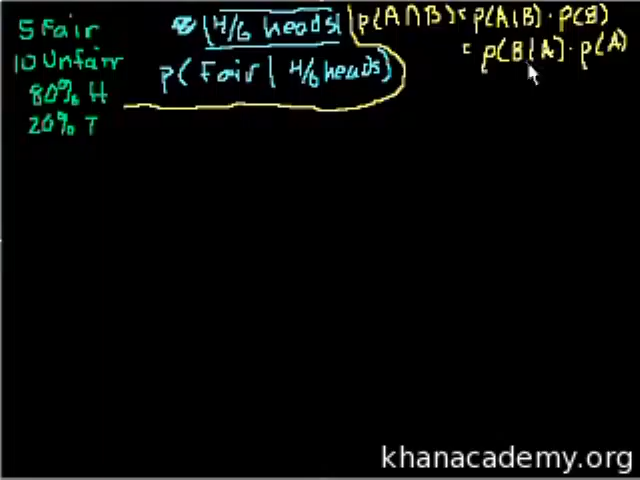 5 Fair
10 Unfair
80% H
20% T
4/6 heads
P(Fair | 4/6 heads)
P(A∩B) = P(A|B) · P(B)
= P(B|A) · P(A)
khanacademy.org